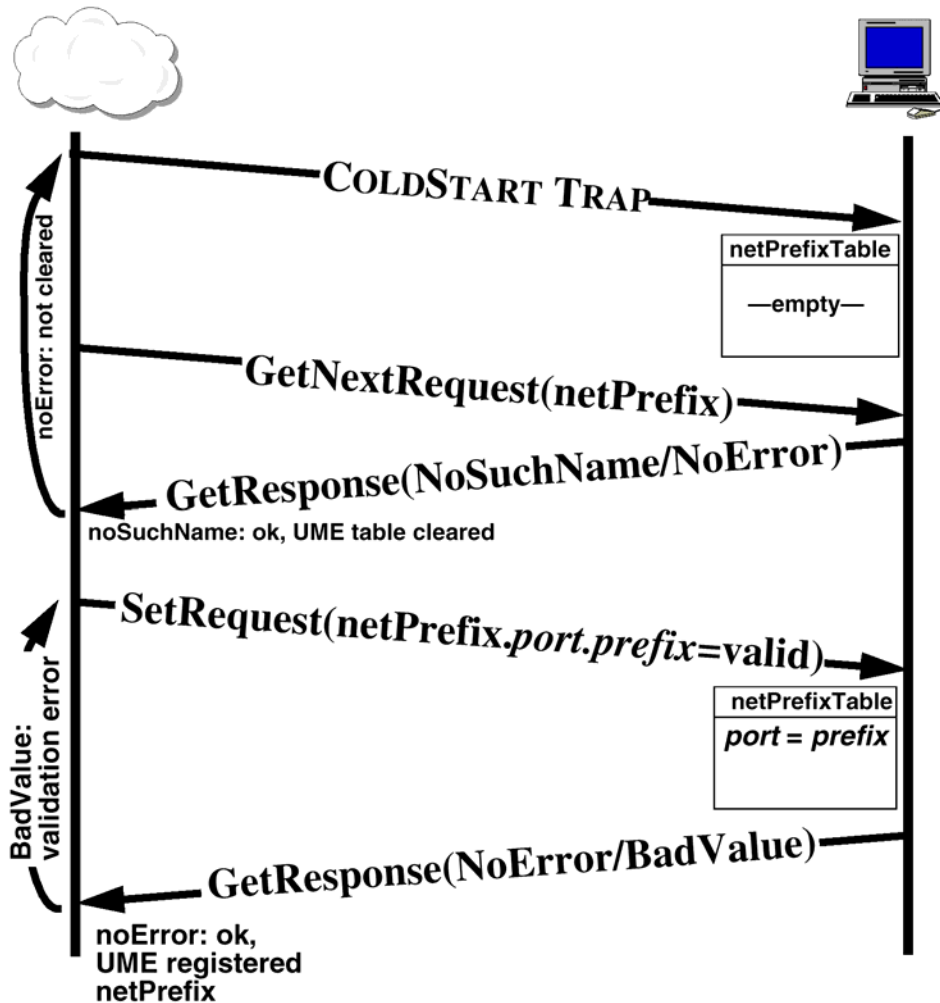 COLDSTART TRAP
noError: not cleared
netPrefixTable
—empty—
GetNextRequest(netPrefix)
GetResponse(NoSuchName/NoError)
noSuchName: ok, UME table cleared
SetRequest(netPrefix.port.prefix=valid)
BadValue:
validation error
netPrefixTable
port = prefix
GetResponse(NoError/BadValue)
noError: ok,
UME registered
netPrefix